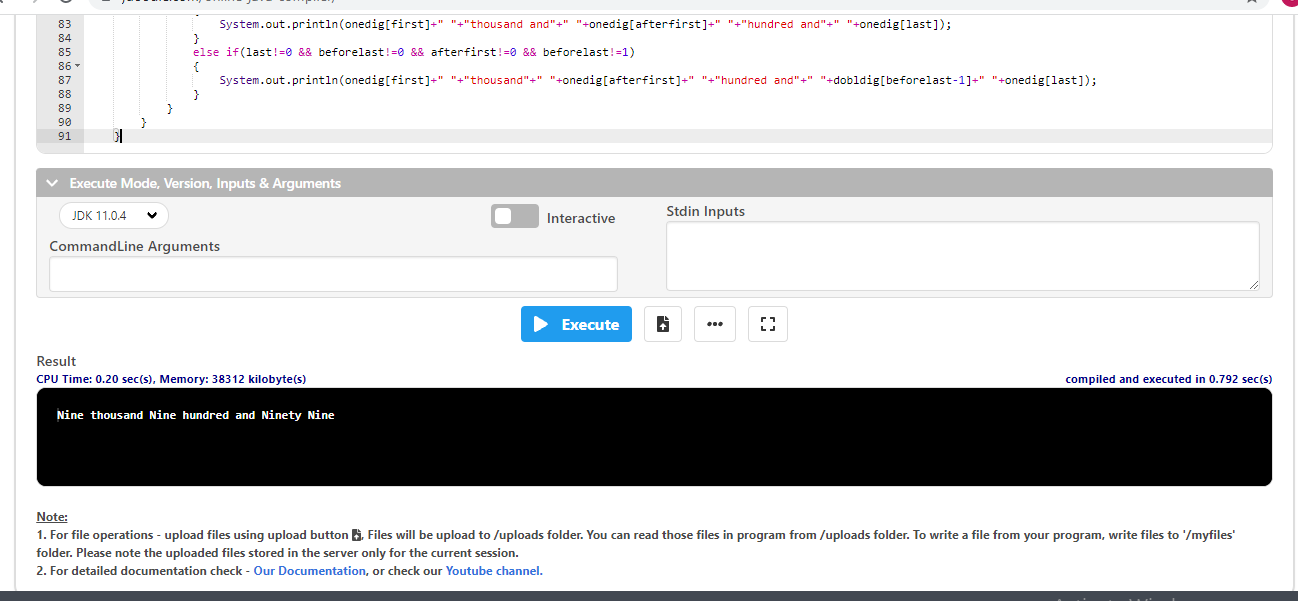 83 System.out.println(onedig[first]+" "+"thousand and"+" "+onedig[afterfirst]+" "+"hundred and"+" "+onedig[last]);
84 }
85 else if(last!=0 && beforelast!=0 && afterfirst!=0 && beforelast!=1)
86 {
87 System.out.println(onedig[first]+" "+"thousand"+" "+onedig[afterfirst]+" "+"hundred and"+" "+dobldig[beforelast-1]+" "+onedig[last]);
88 }
89 }
90 }
91 }
Execute Mode, Version, Inputs & Arguments
JDK 11.0.4
Interactive
Stdin Inputs
CommandLine Arguments
Execute
Result
CPU Time: 0.20 sec(s), Memory: 38312 kilobyte(s)
compiled and executed in 0.792 sec(s)
Nine thousand Nine hundred and Ninety Nine
Note:
1. For file operations - upload files using upload button , Files will be upload to /uploads folder. You can read those files in program from /uploads folder. To write a file from your program, write files to '/myfiles'
folder. Please note the uploaded files stored in the server only for the current session.
2. For detailed documentation check - Our Documentation, or check our Youtube channel.